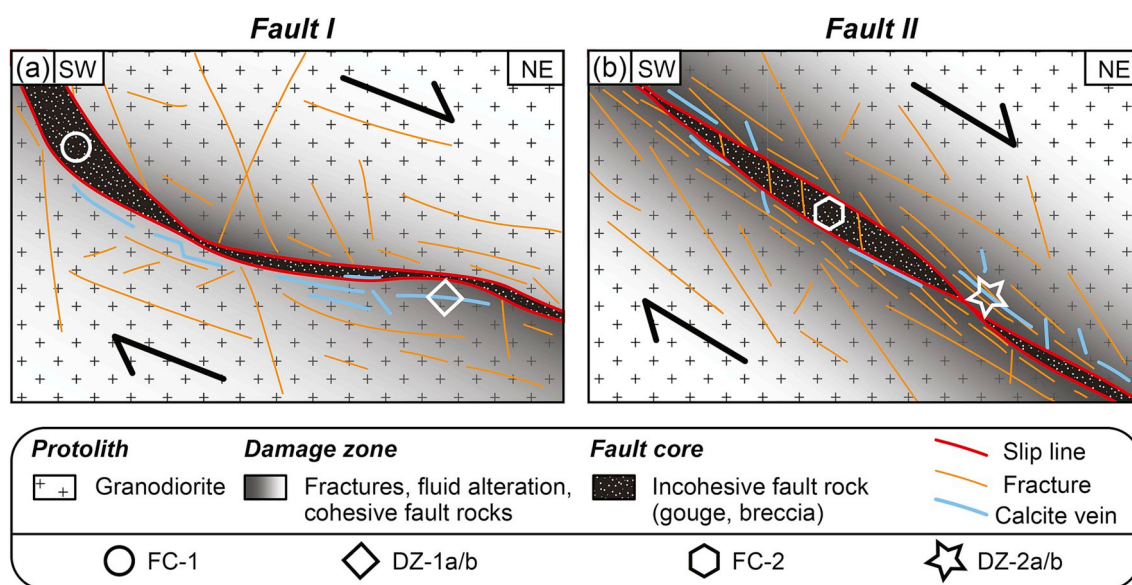 Fault I
Fault II
(a) SW
NE
(b) SW
NE
Protolith
Granodiorite
Damage zone
Fractures, fluid alteration,
cohesive fault rocks
Fault core
Incohesive fault rock
(gouge, breccia)
Slip line
Fracture
Calcite vein
FC-1
DZ-1a/b
FC-2
DZ-2a/b